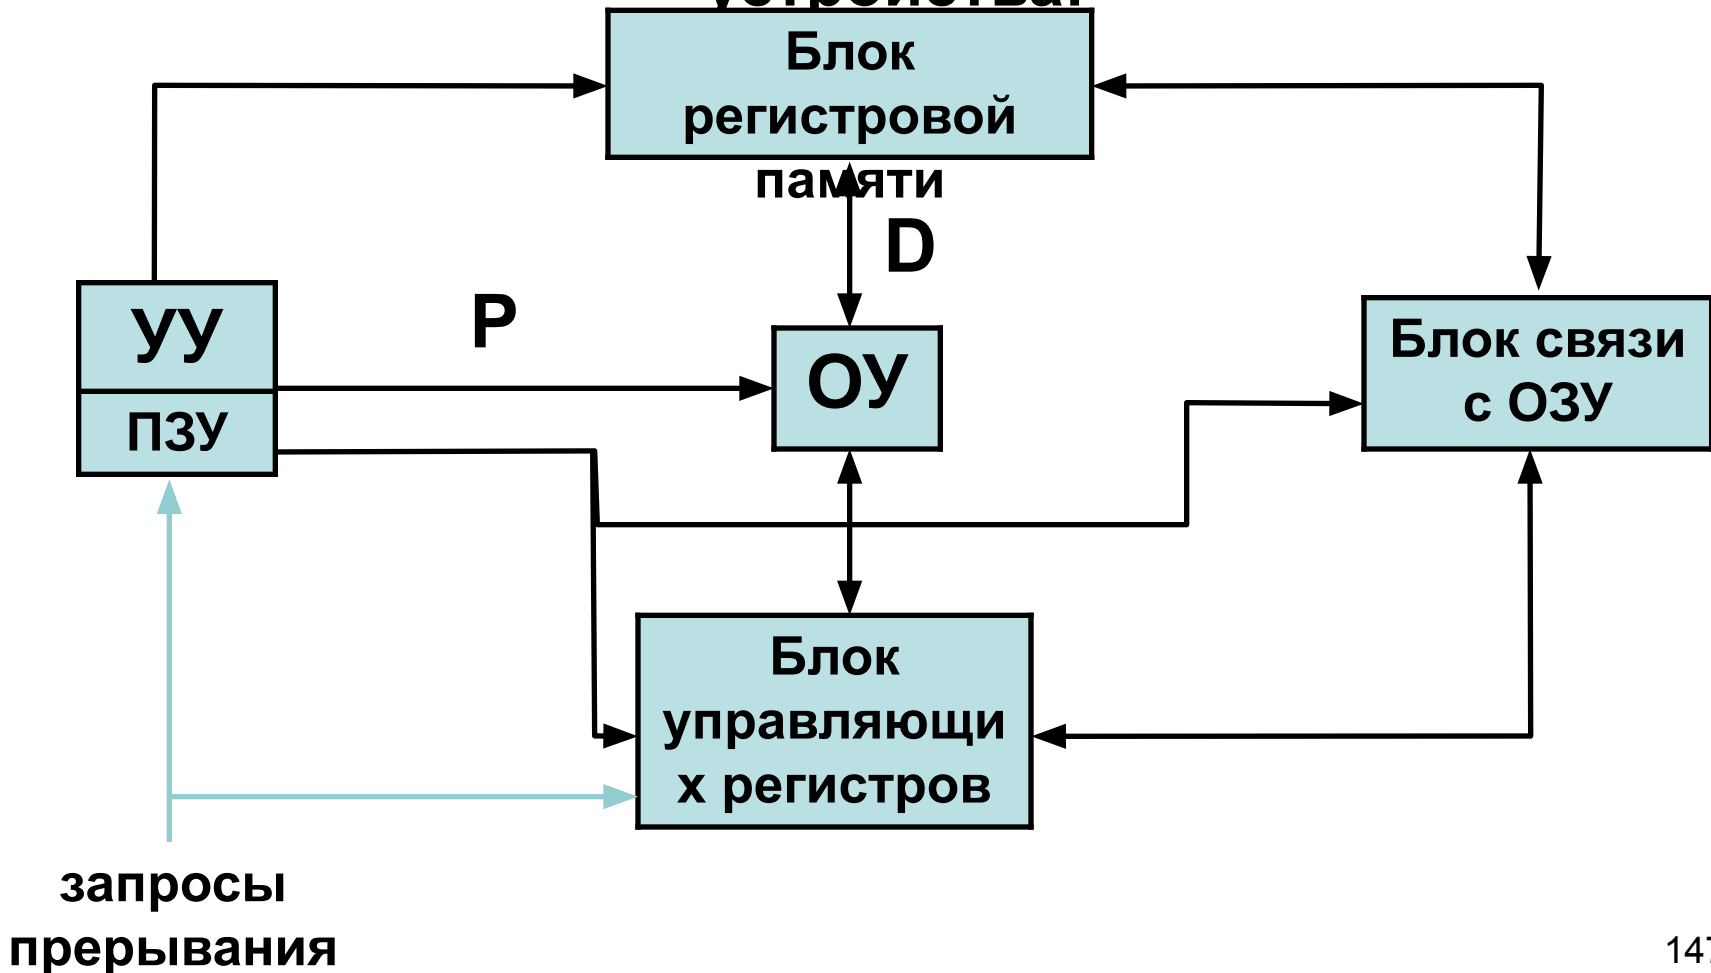 Блок
регистровой
памяти
D
P
УУ
ПЗУ
ОУ
Блок связи
с ОЗУ
Блок
управляющи
х регистров
запросы
прерывания